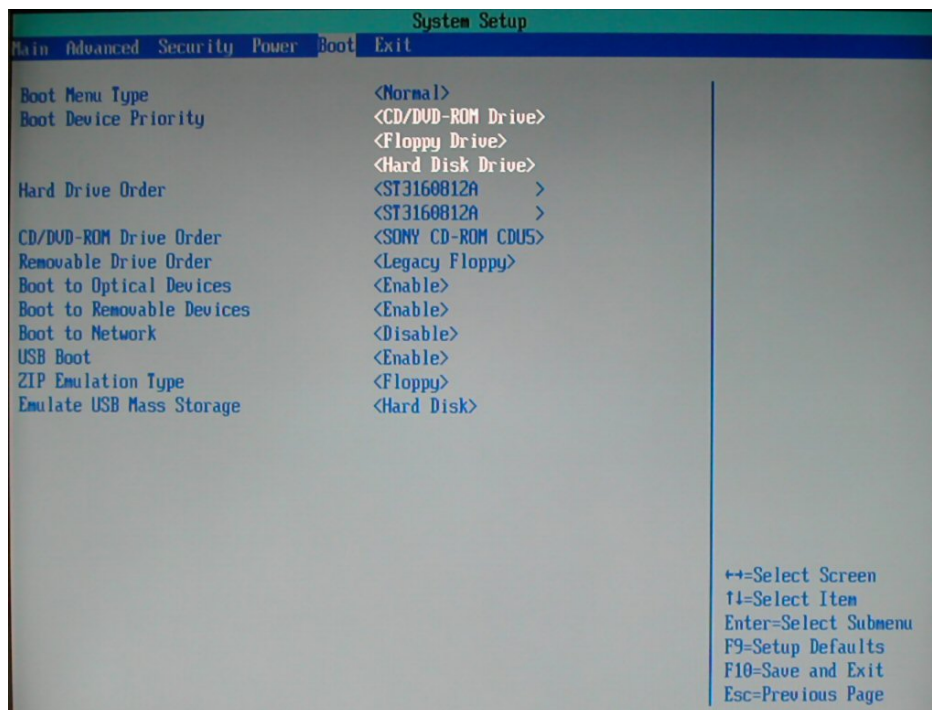 System Setup
Main Advanced Security Power Boot Exit
Boot Menu Type <Normal>
Boot Device Priority <CD/DVD-ROM Drive>
<Floppy Drive>
<Hard Disk Drive>
Hard Drive Order <ST3160812A >
<ST3160812A >
CD/DVD-ROM Drive Order <SONY CD-ROM CDU5>
Removable Drive Order <Legacy Floppy>
Boot to Optical Devices <Enable>
Boot to Removable Devices <Enable>
Boot to Network <Disable>
USB Boot <Enable>
ZIP Emulation Type <Floppy>
Emulate USB Mass Storage <Hard Disk>
←→=Select Screen
↑↓=Select Item
Enter=Select Submenu
F9=Setup Defaults
F10=Save and Exit
Esc=Previous Page